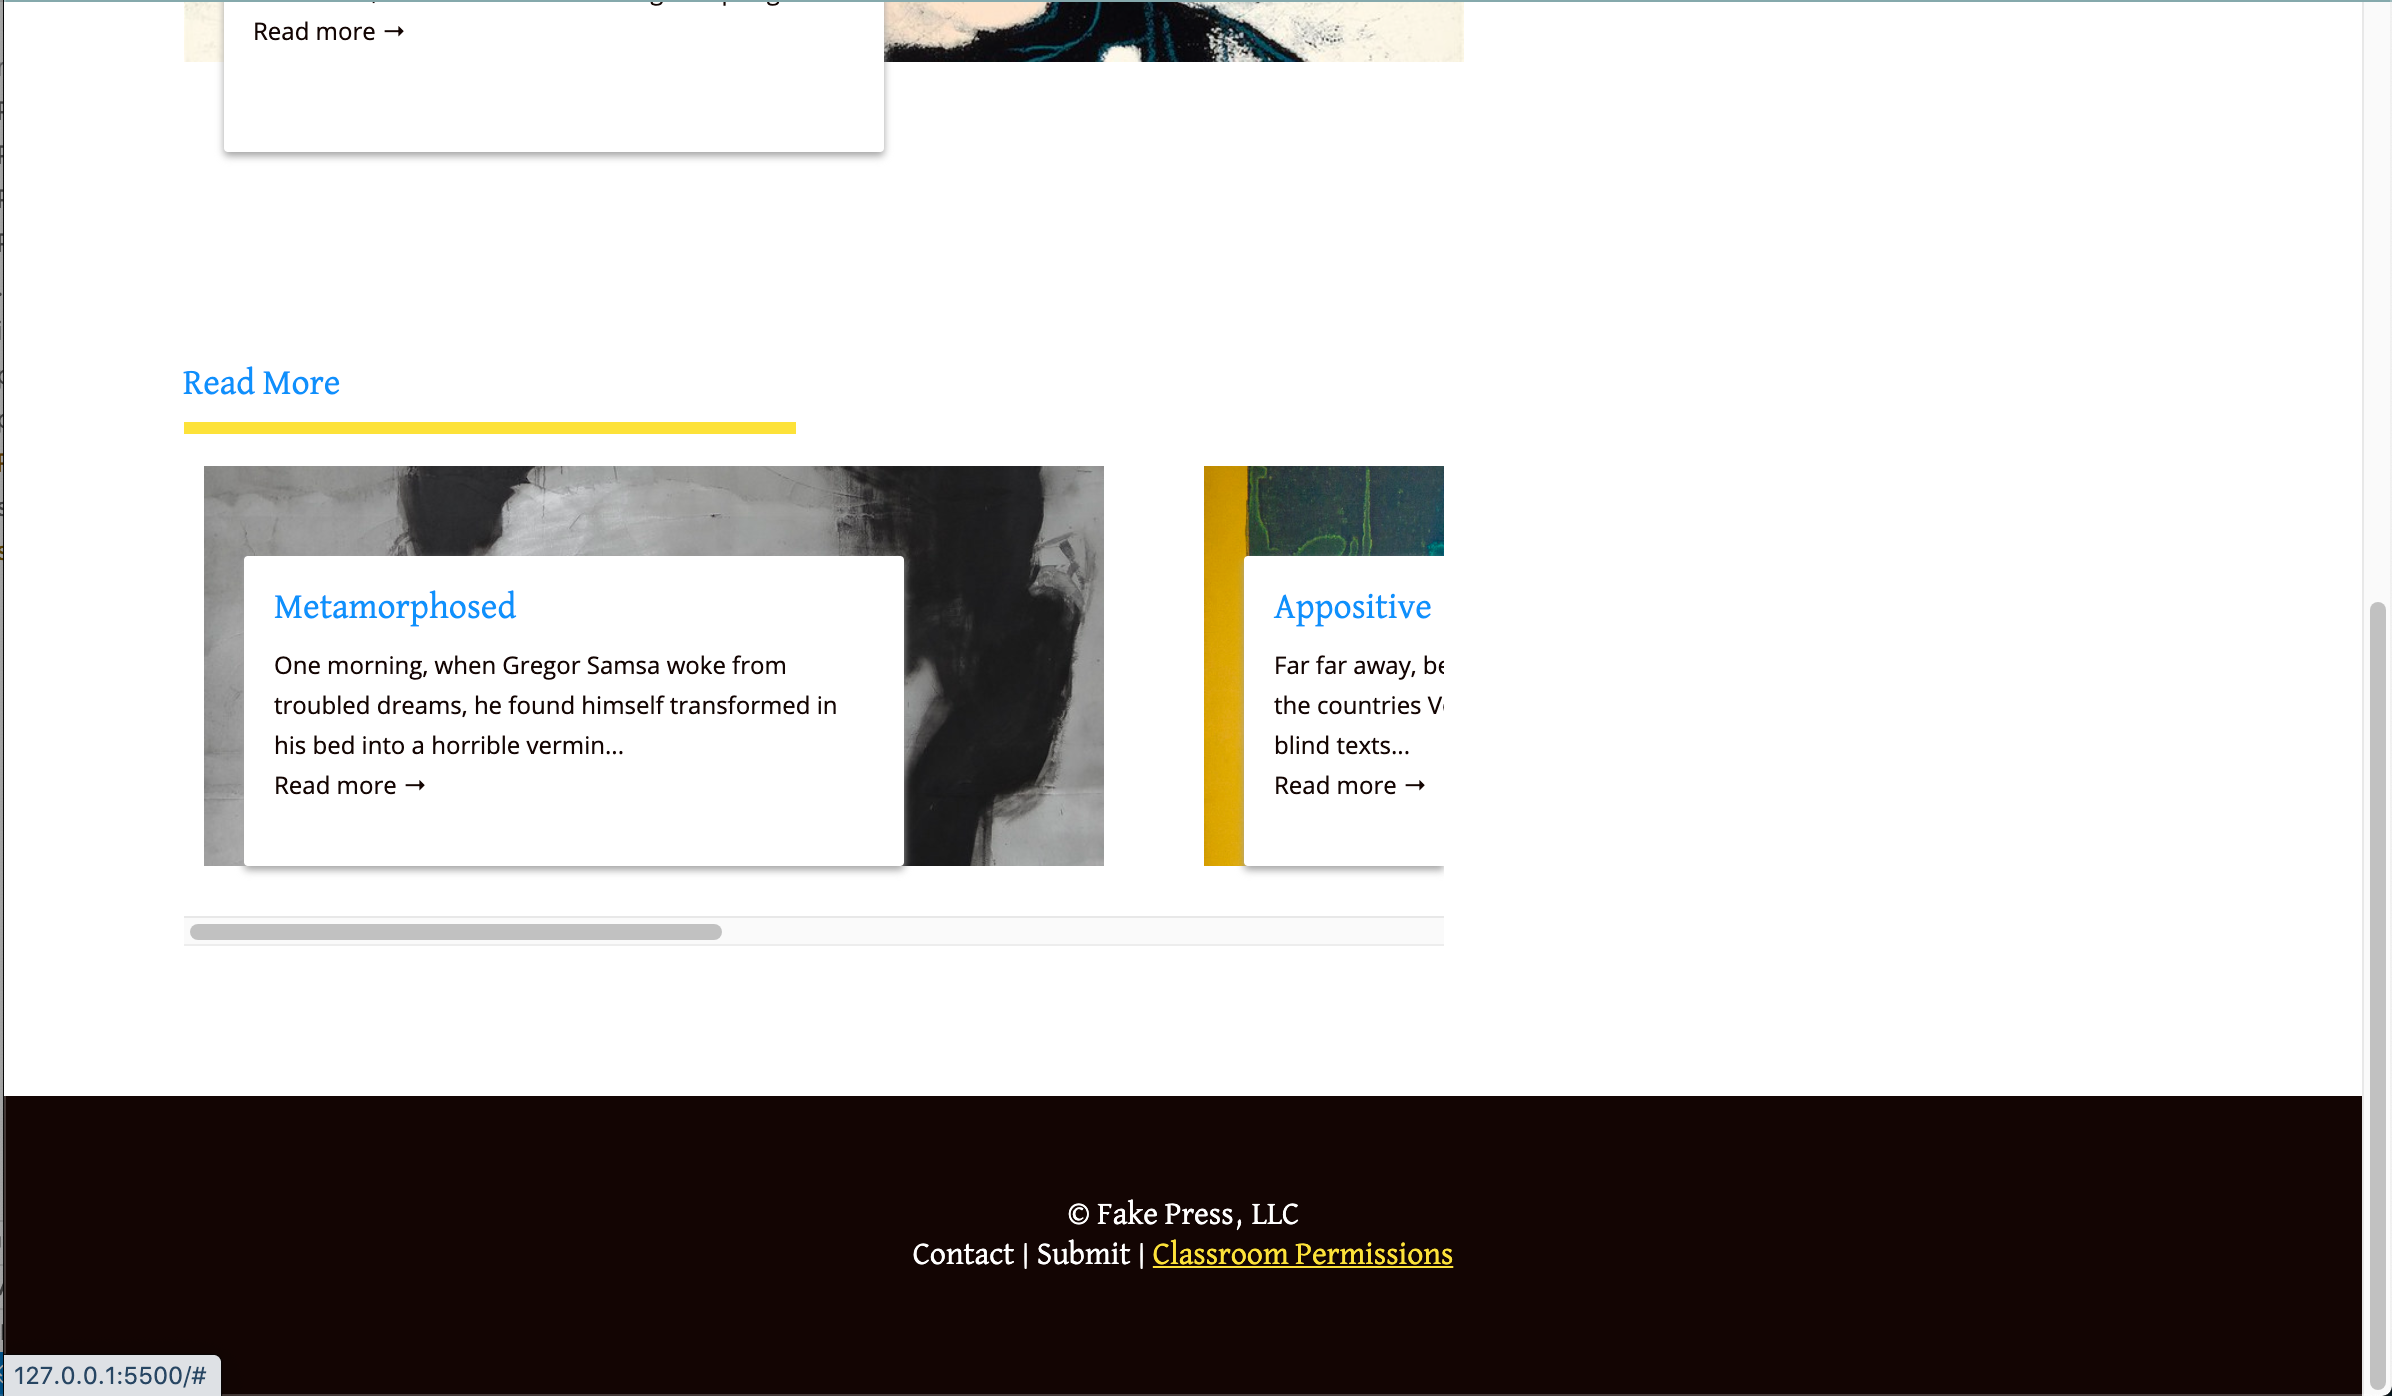 Read more →
Read More
Metamorphosed
One morning, when Gregor Samsa woke from
troubled dreams, he found himself transformed in
his bed into a horrible vermin...
Read more →
Appositive
Far far away, be
the countries V
blind texts...
Read more →
© Fake Press, LLC
Contact | Submit | Classroom Permissions
127.0.0.1:5500/#